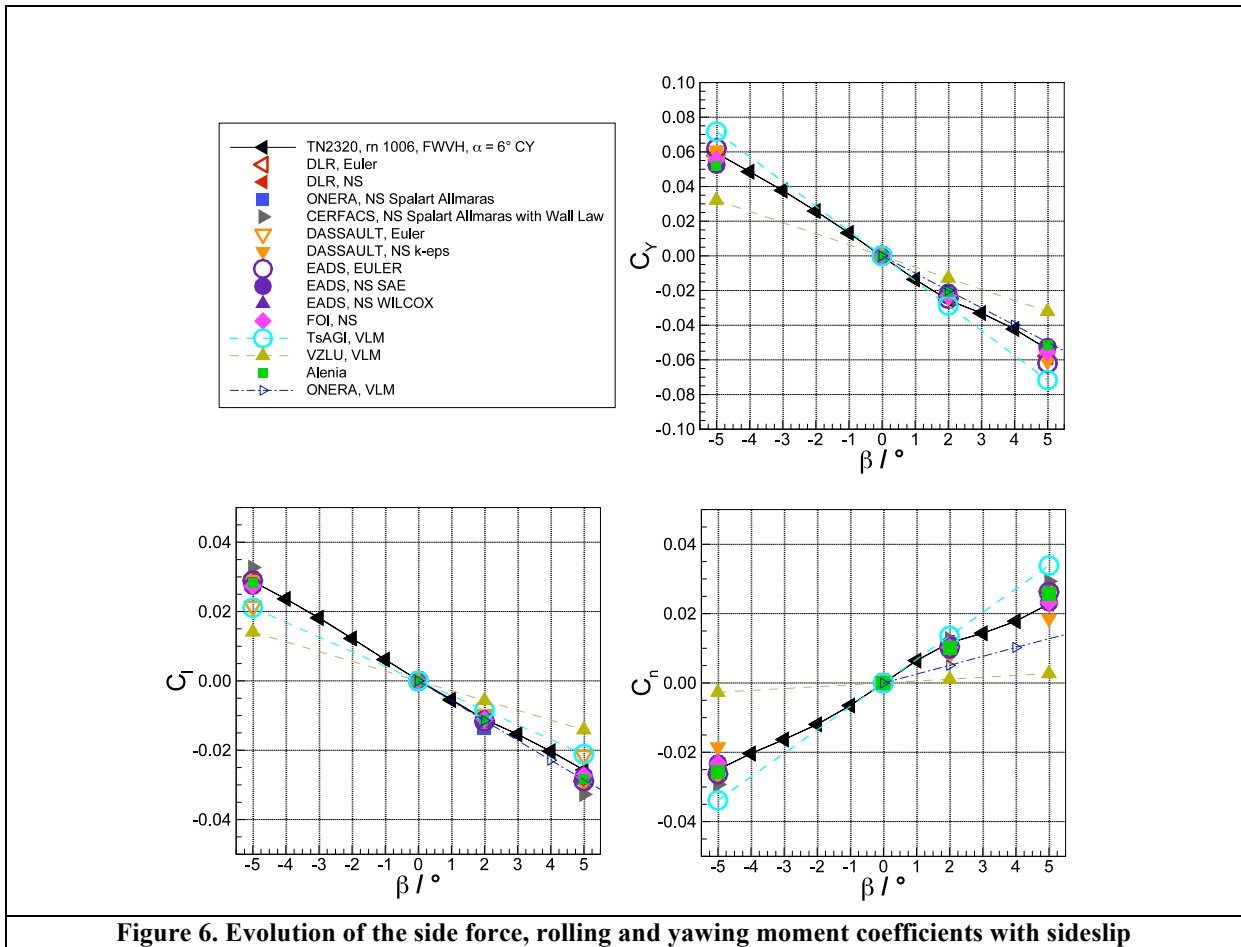 TN2320, rn 1006, FWVH, α = 6° CY
DLR, Euler
DLR, NS
ONERA, NS Spalart Allmaras
CERFACS, NS Spalart Allmaras with Wall Law
DASSAULT, Euler
DASSAULT, NS k-eps
EADS, EULER
EADS, NS SAE
EADS, NS WILCOX
FOI, NS
TsAGI, VLM
VZLU, VLM
Alenia
ONERA, VLM
0.10
0.08
0.06
0.04
0.02
0.00
-0.02
-0.04
-0.06
-0.08
-0.10
C_Y
-5 -4 -3 -2 -1 0 1 2 3 4 5
β / °
0.04
0.02
0.00
-0.02
-0.04
C_l
-5 -4 -3 -2 -1 0 1 2 3 4 5
β / °
0.04
0.02
0.00
-0.02
-0.04
C_n
-5 -4 -3 -2 -1 0 1 2 3 4 5
β / °
Figure 6. Evolution of the side force, rolling and yawing moment coefficients with sideslip